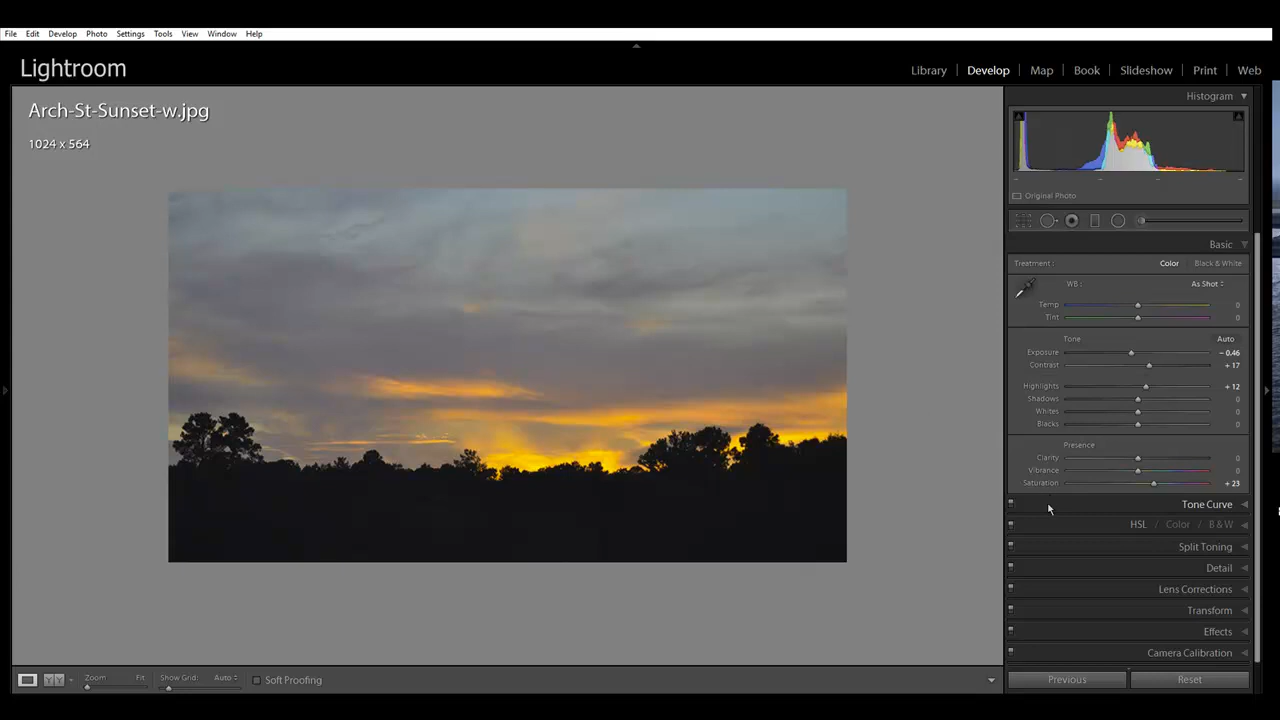 File Edit Develop Photo Settings Tools View Window Help
Lightroom
Library Develop Map Book Slideshow Print Web
Arch-St-Sunset-w.jpg
1024 x 564
Histogram
Original Photo
Basic
Treatment : Color Black & White
WB : As Shot
Temp 0
Tint 0
Tone Auto
Exposure – 0.46
Contrast + 17
Highlights + 12
Shadows 0
Whites 0
Blacks 0
Presence
Clarity 0
Vibrance 0
Saturation + 23
Tone Curve
HSL / Color / B & W
Split Toning
Detail
Lens Corrections
Transform
Effects
Camera Calibration
Zoom Fit Show Grid: Auto Soft Proofing
Previous Reset